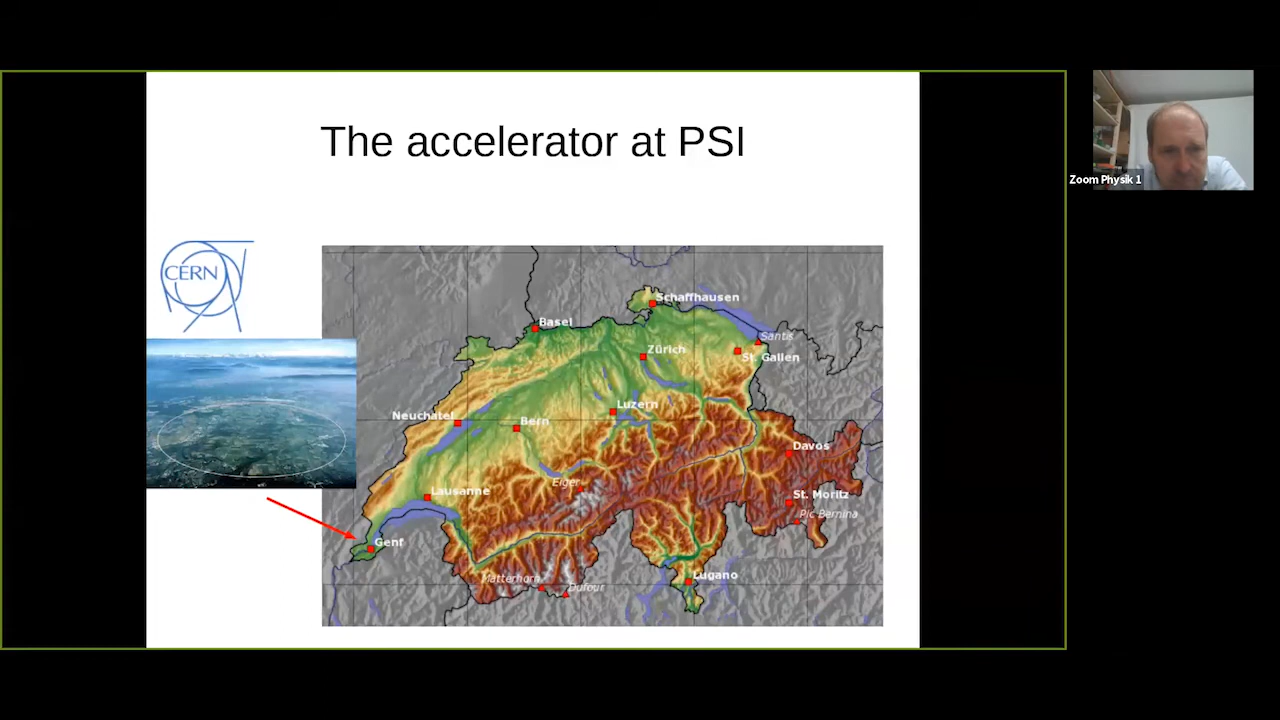 The accelerator at PSI
Zoom Physik 1
CERN
Schaffhausen
Basel
Säntis
Zürich
St. Gallen
Luzern
Neuchatel
Bern
Davos
Eiger
Lausanne
St. Moritz
Pic Bernina
Genf
Matterhorn
Dufour
Lugano